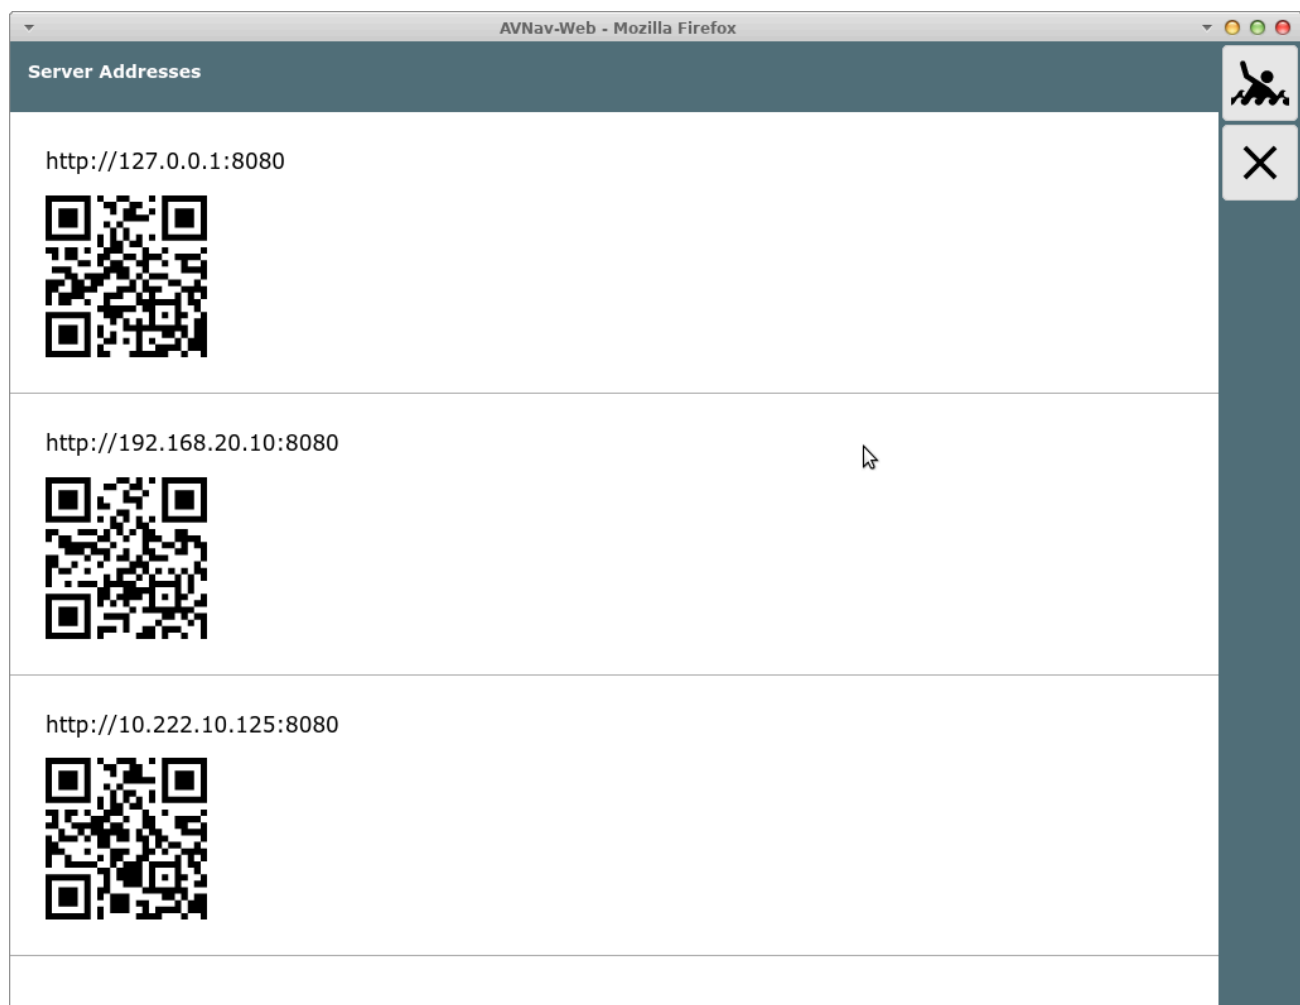 AVNav-Web - Mozilla Firefox
Server Addresses
http://127.0.0.1:8080
http://192.168.20.10:8080
http://10.222.10.125:8080